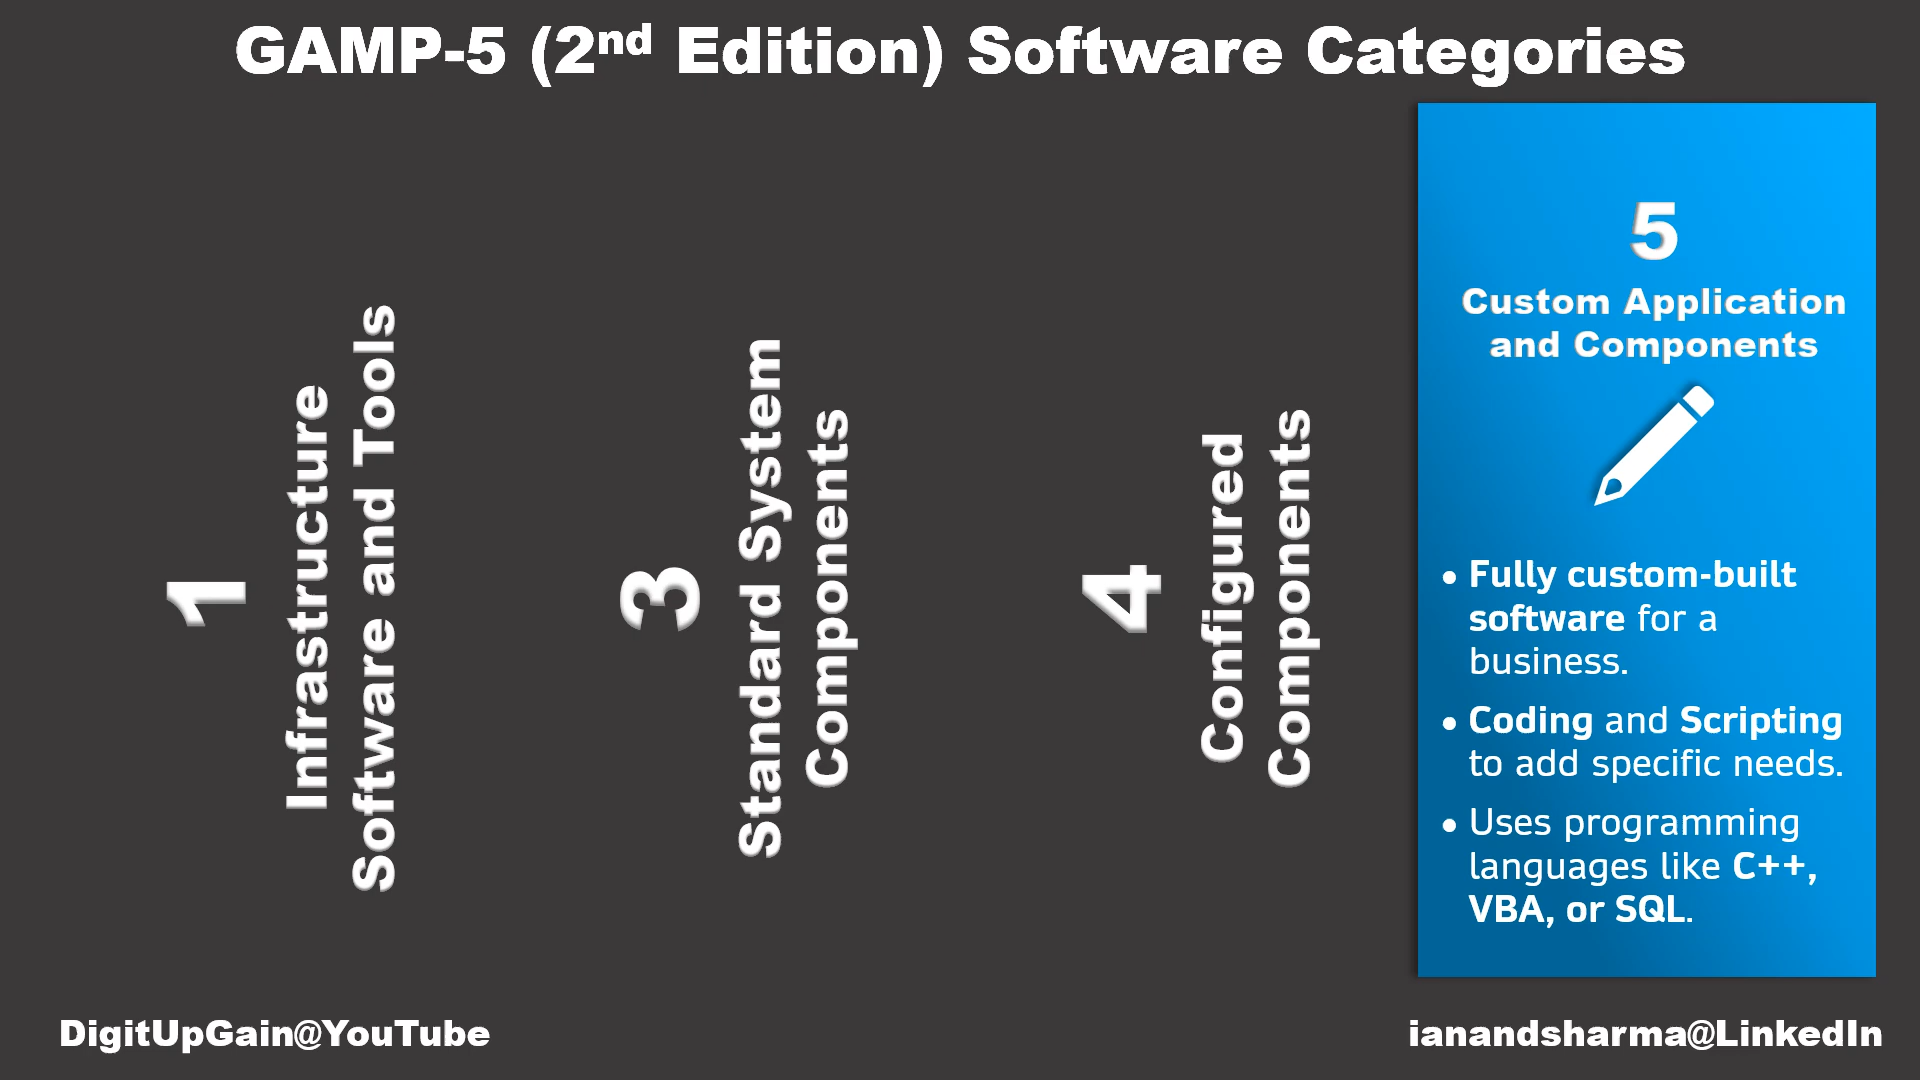 GAMP-5 (2nd Edition) Software Categories
1
Infrastructure
Software and Tools
3
Standard System
Components
4
Configured
Components
5
Custom Application
and Components
• Fully custom-built
software for a
business.
• Coding and Scripting
to add specific needs.
• Uses programming
languages like C++,
VBA, or SQL.
DigitUpGain@YouTube
ianandsharma@LinkedIn